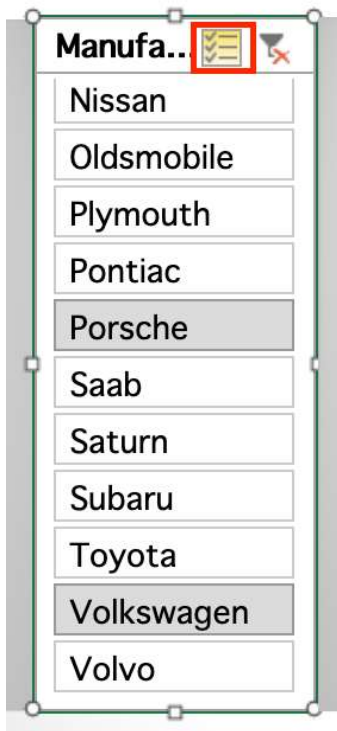 Manufa...
Nissan
Oldsmobile
Plymouth
Pontiac
Porsche
Saab
Saturn
Subaru
Toyota
Volkswagen
Volvo